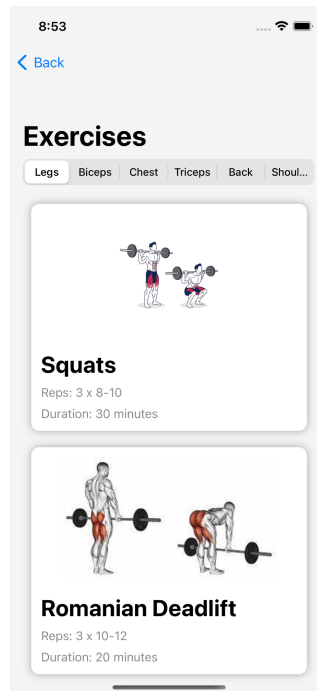 8:53
Back
Exercises
Legs Biceps Chest Triceps Back Shoul...
Squats
Reps: 3 x 8-10
Duration: 30 minutes
Romanian Deadlift
Reps: 3 x 10-12
Duration: 20 minutes